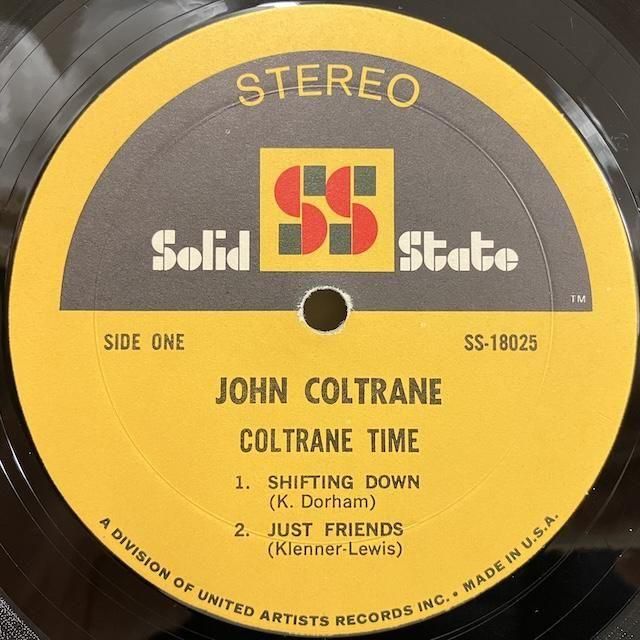 STEREO
SS
Solid State
TM
SIDE ONE SS-18025
JOHN COLTRANE
COLTRANE TIME
1. SHIFTING DOWN
(K. Dorham)
2. JUST FRIENDS
(Klenner-Lewis)
A DIVISION OF UNITED ARTISTS RECORDS INC. • MADE IN U.S.A.